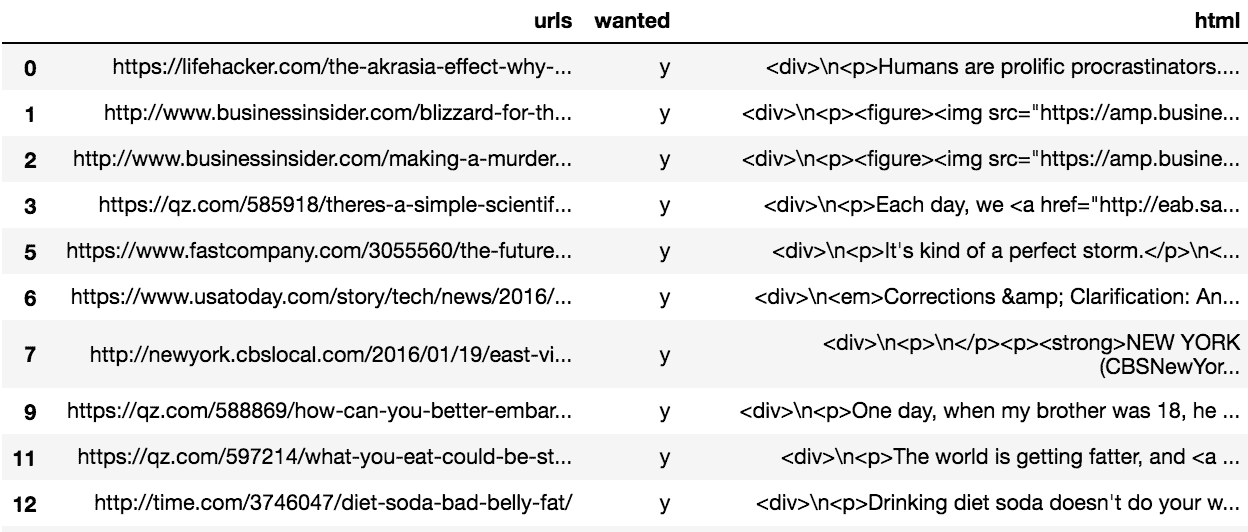 urls wanted html
0 https://lifehacker.com/the-akrasia-effect-why-... y <div>\n<p>Humans are prolific procrastinators....
1 http://www.businessinsider.com/blizzard-for-th... y <div>\n<p><figure><img src="https://amp.busine...
2 http://www.businessinsider.com/making-a-murder... y <div>\n<p><figure><img src="https://amp.busine...
3 https://qz.com/585918/theres-a-simple-scientif... y <div>\n<p>Each day, we <a href="http://eab.sa...
5 https://www.fastcompany.com/3055560/the-future... y <div>\n<p>It's kind of a perfect storm.</p>\n<...
6 https://www.usatoday.com/story/tech/news/2016/... y <div>\n<em>Corrections &amp; Clarification: An...
7 http://newyork.cbslocal.com/2016/01/19/east-vi... y <div>\n<p>\n</p><p><strong>NEW YORK
(CBSNewYor...
9 https://qz.com/588869/how-can-you-better-embar... y <div>\n<p>One day, when my brother was 18, he ...
11 https://qz.com/597214/what-you-eat-could-be-st... y <div>\n<p>The world is getting fatter, and <a ...
12 http://time.com/3746047/diet-soda-bad-belly-fat/ y <div>\n<p>Drinking diet soda doesn't do your w...